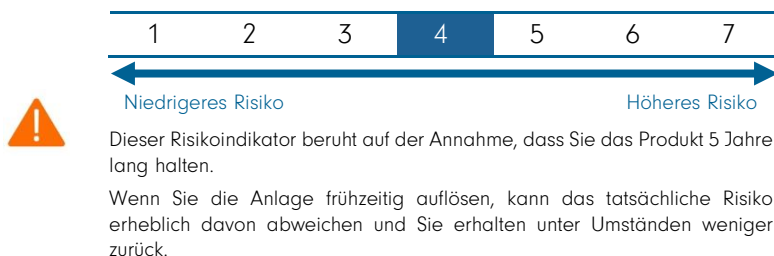 1 2 3 4 5 6 7
Niedrigeres Risiko Höheres Risiko
Dieser Risikoindikator beruht auf der Annahme, dass Sie das Produkt 5 Jahre
lang halten.
Wenn Sie die Anlage frühzeitig auflösen, kann das tatsächliche Risiko
erheblich davon abweichen und Sie erhalten unter Umständen weniger
zurück.